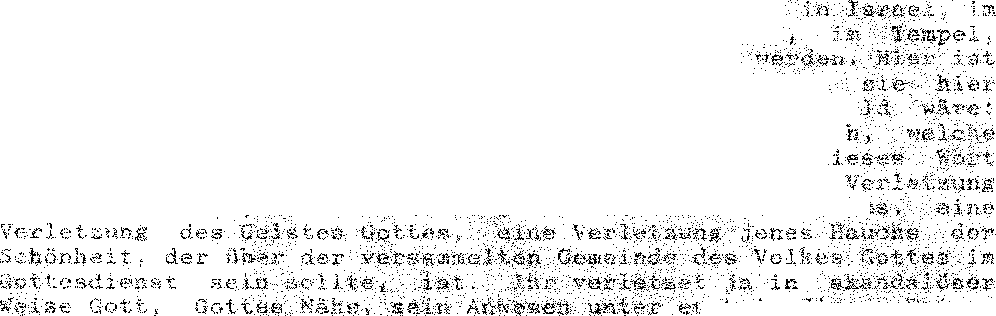 in Israel, im
, im Tempel,
werden. Hier ist
sie hier
ld wäre:
h, welche
ieses Wort
Verletzung
s, eine
Verletzung des Geistes Gottes, eine Verletzung jenes Hauchs der
Schönheit, der über der versammelten Gemeinde des Volkes Gottes im
Gottesdienst sein sollte, ist. Ihr verletzt ja in skandalöser
Weise Gott, Gottes Nähe, sein Anwesen unter